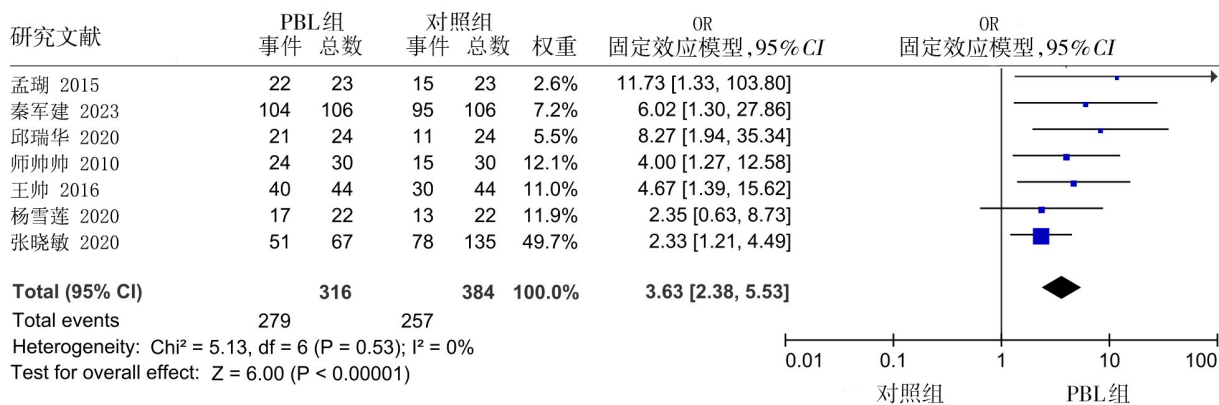 研究文献 PBL组 对照组 OR OR
事件 总数 事件 总数 权重 固定效应模型,95%CI 固定效应模型,95%CI
孟瑚 2015 22 23 15 23 2.6% 11.73 [1.33, 103.80]
秦军建 2023 104 106 95 106 7.2% 6.02 [1.30, 27.86]
邱瑞华 2020 21 24 11 24 5.5% 8.27 [1.94, 35.34]
师帅帅 2010 24 30 15 30 12.1% 4.00 [1.27, 12.58]
王帅 2016 40 44 30 44 11.0% 4.67 [1.39, 15.62]
杨雪莲 2020 17 22 13 22 11.9% 2.35 [0.63, 8.73]
张晓敏 2020 51 67 78 135 49.7% 2.33 [1.21, 4.49]
Total (95% CI) 316 384 100.0% 3.63 [2.38, 5.53]
Total events 279 257
Heterogeneity: Chi² = 5.13, df = 6 (P = 0.53); I² = 0%
Test for overall effect: Z = 6.00 (P < 0.00001)
0.01 0.1 1 10 100
对照组 PBL组